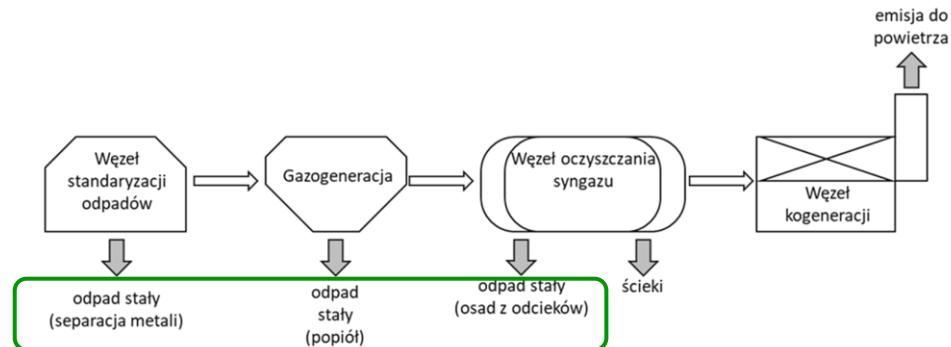 emisja do
powietrza
Węzeł
standaryzacji
odpadów
Gazogeneracja
Węzeł oczyszczania
syngazu
Węzeł
kogeneracji
odpad stały
(separacja metali)
odpad
stały
(popiół)
odpad stały
(osad z odcieków)
ścieki